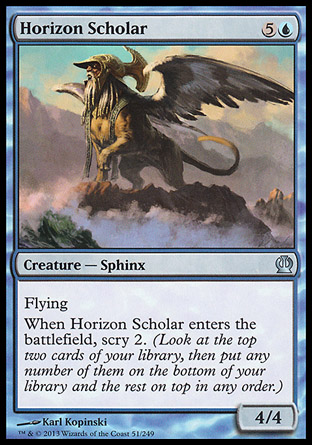 Horizon Scholar 5
Creature — Sphinx
Flying
When Horizon Scholar enters the
battlefield, scry 2. (Look at the top
two cards of your library, then put any
number of them on the bottom of your
library and the rest on top in any order.)
Karl Kopinski
™ & © 2013 Wizards of the Coast 51/249
4/4